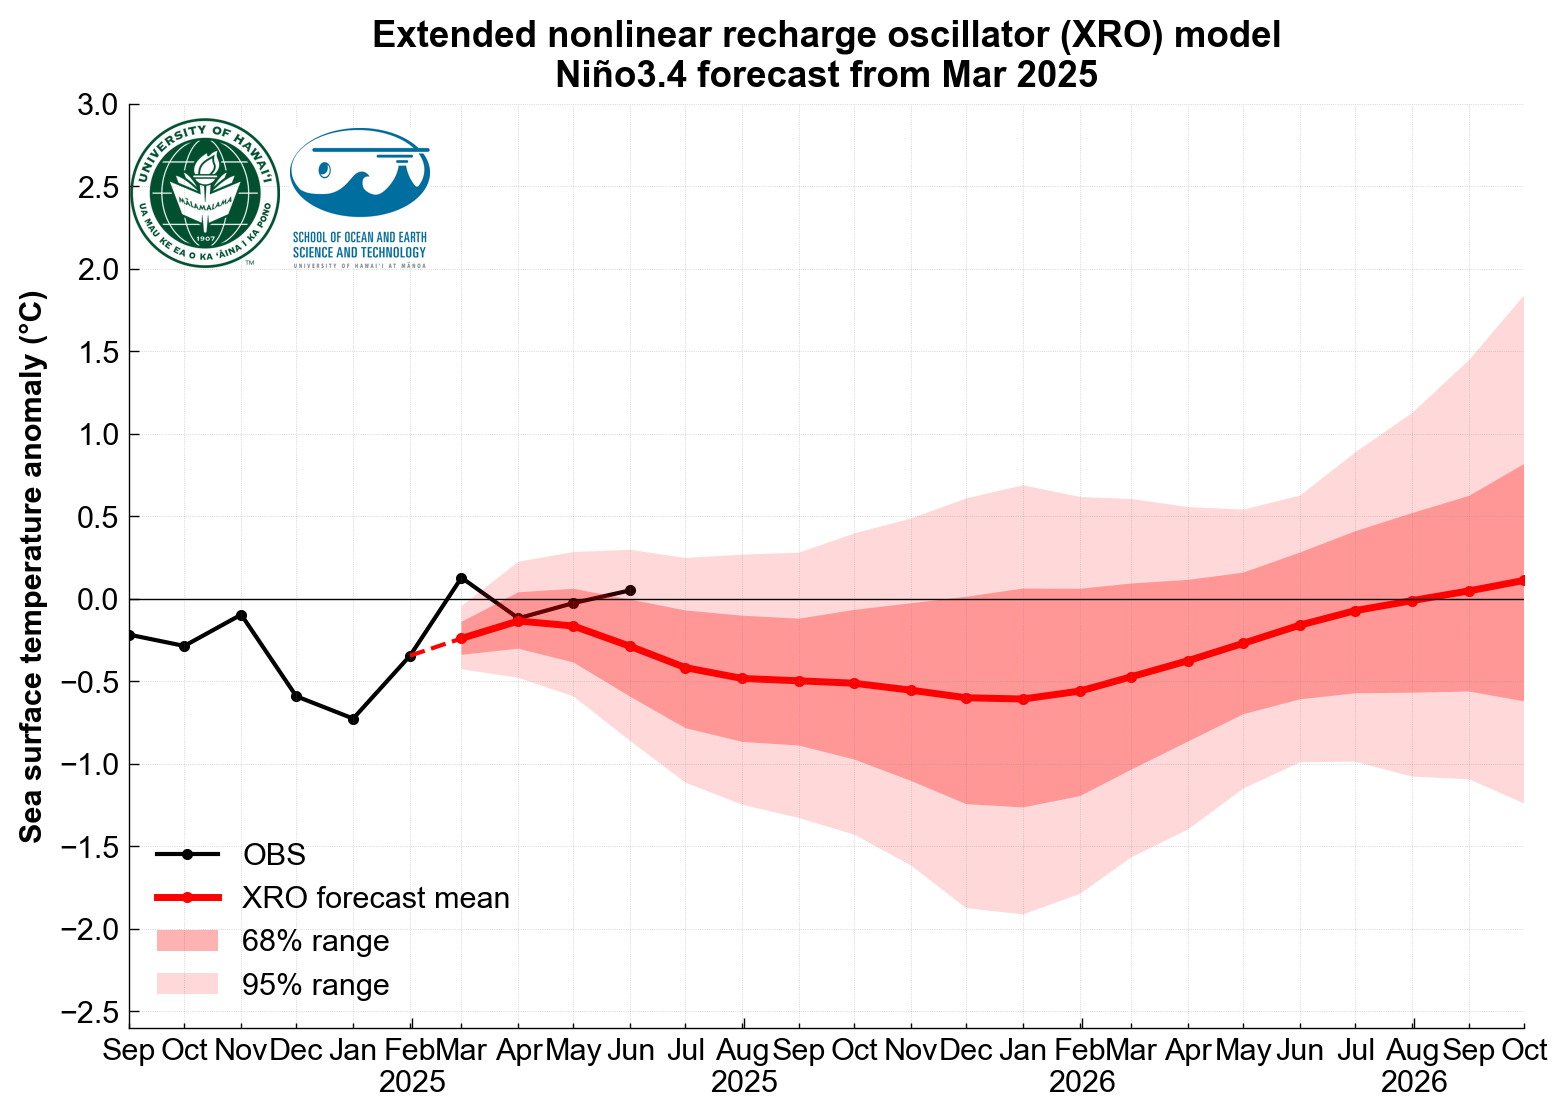 Extended nonlinear recharge oscillator (XRO) model
Niño3.4 forecast from Mar 2025
3.0
2.5
2.0
1.5
1.0
0.5
0.0
−0.5
−1.0
−1.5
−2.0
−2.5
Sea surface temperature anomaly (°C)
UNIVERSITY OF HAWAI‘I
MĀLAMALAMA
1907
UA MAU KE EA O KA ‘ĀINA I KA PONO
TM
SCHOOL OF OCEAN AND EARTH
SCIENCE AND TECHNOLOGY
UNIVERSITY OF HAWAI‘I AT MĀNOA
OBS
XRO forecast mean
68% range
95% range
Sep Oct Nov Dec Jan Feb Mar Apr May Jun Jul Aug Sep Oct Nov Dec Jan Feb Mar Apr May Jun Jul Aug Sep Oct
2025 2025 2026 2026